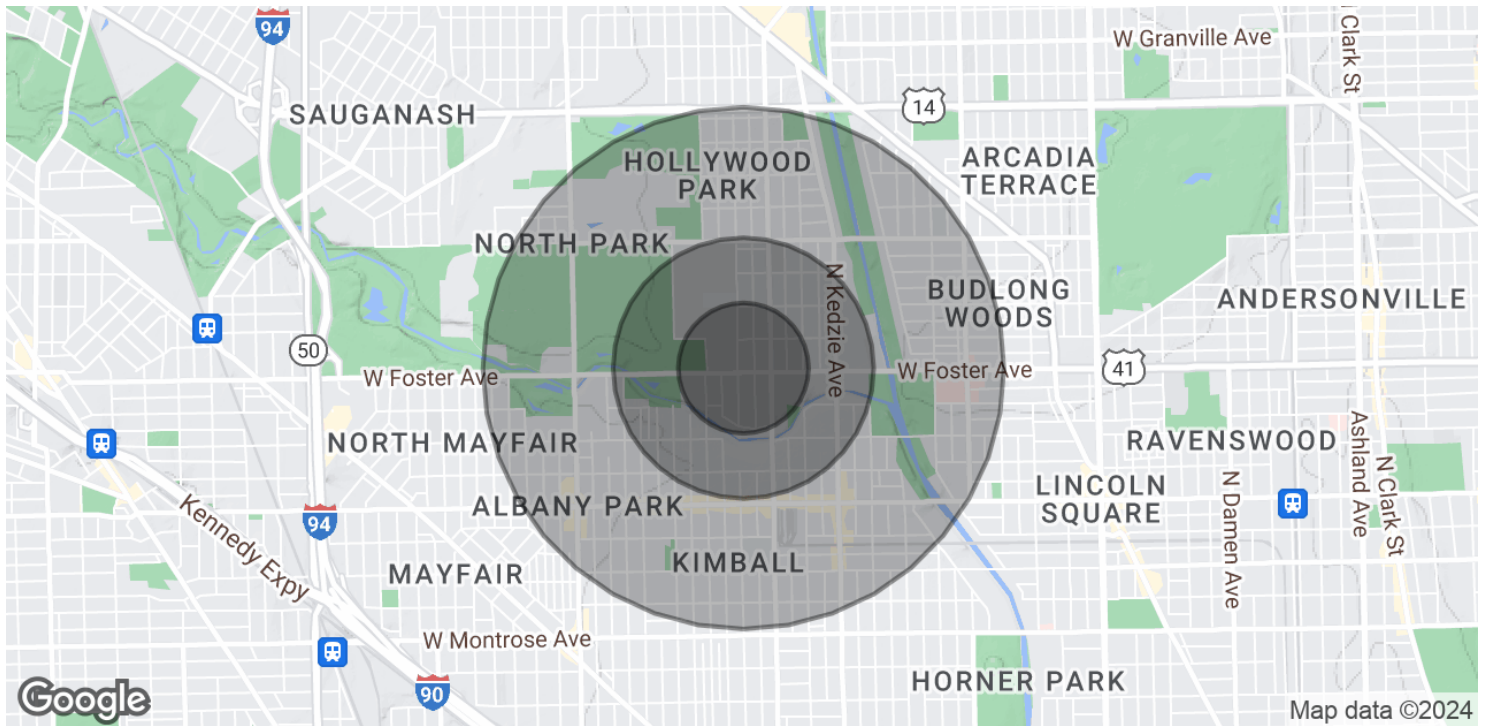 94
N Clark St
W Granville Ave
14
SAUGANASH
HOLLYWOOD
PARK
ARCADIA
TERRACE
NORTH PARK
N Kedzie Ave
BUDLONG
WOODS
ANDERSONVILLE
50
W Foster Ave
W Foster Ave
41
NORTH MAYFAIR
RAVENSWOOD
ALBANY PARK
LINCOLN
SQUARE
N Damen Ave
Ashland Ave
N Clark St
Kennedy Expy
94
MAYFAIR
KIMBALL
W Montrose Ave
90
HORNER PARK
Google
Map data ©2024